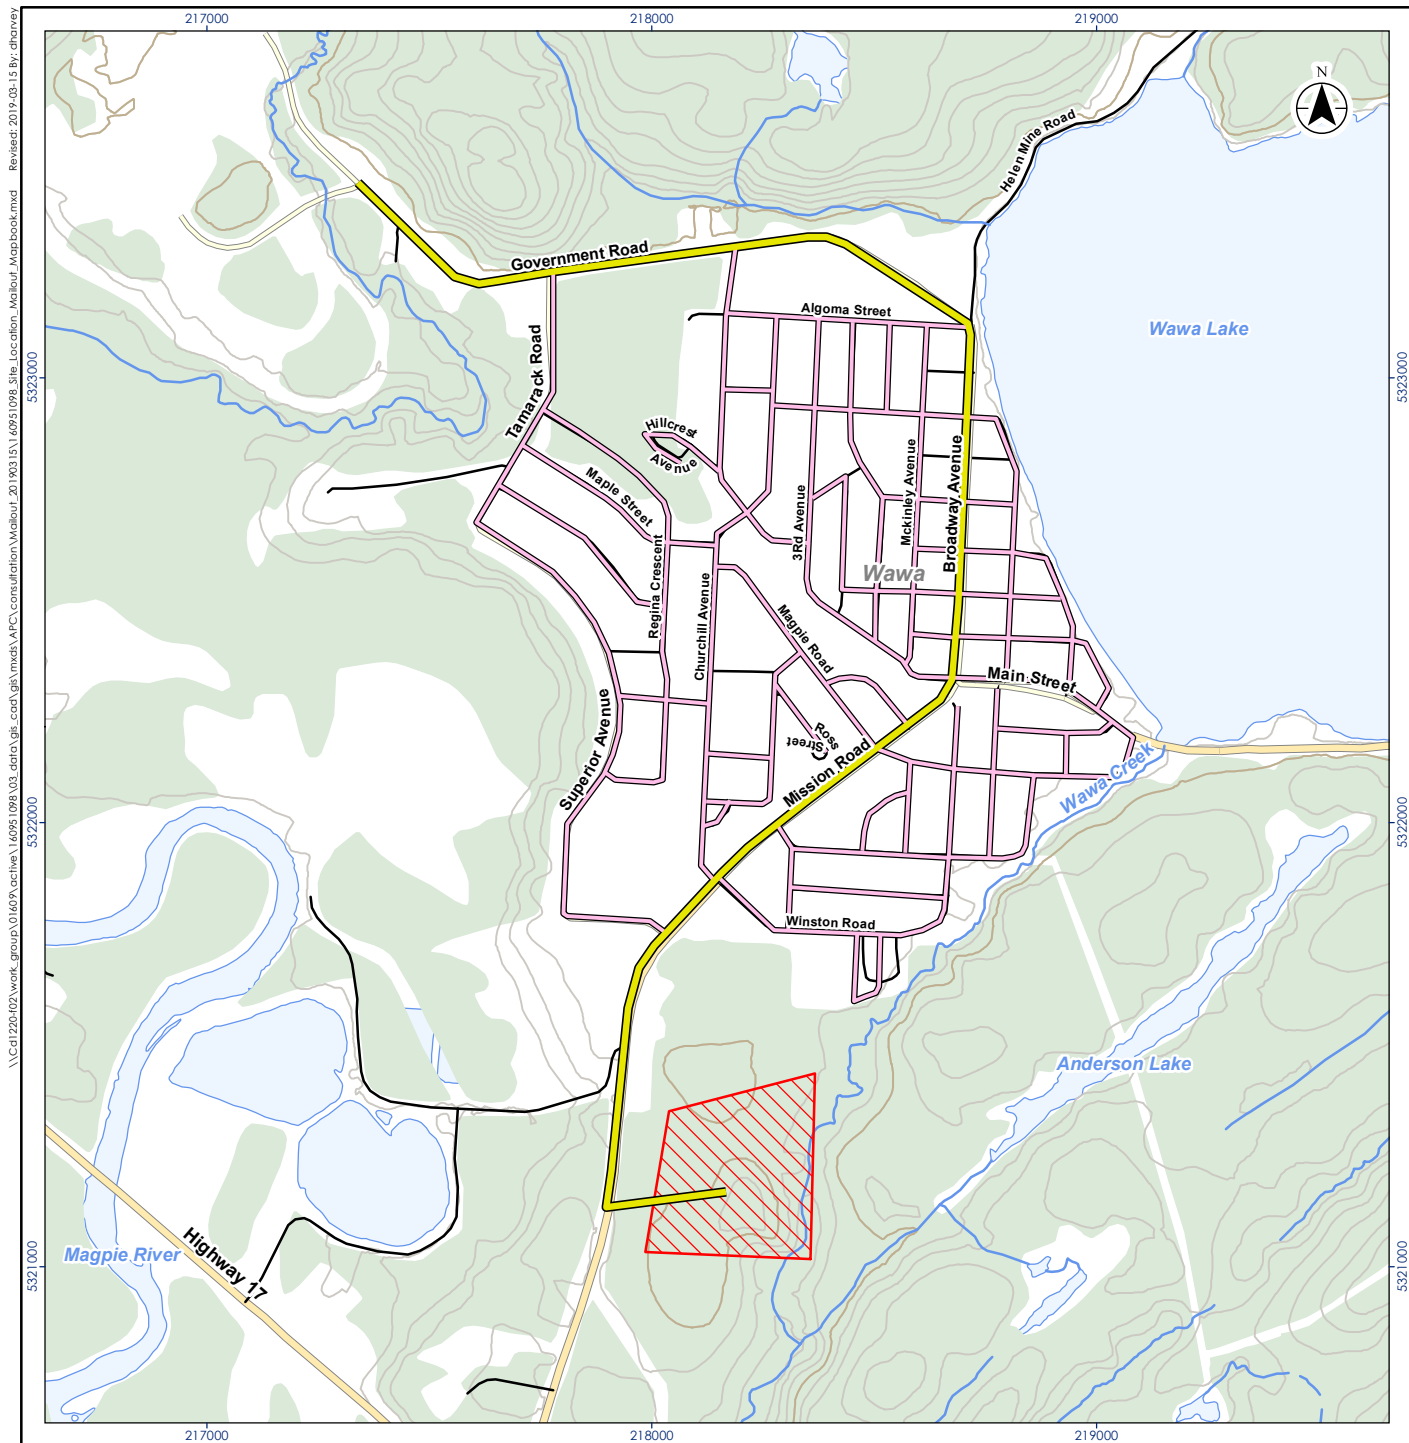 217000
218000
219000
\\Cd1220-f02\work_group\01609\active\160951098\03_data\gis_cad\gis\mxds\APC\consultation\Mailout_20190315\160951098_Site_Location_Mailout_Mapbook.mxd Revised: 2019-03-15 By: dharvey
N
Helen Mine Road
Government Road
Algoma Street
Wawa Lake
5323000
5323000
Tamarack Road
Hillcrest
Avenue
Maple Street
3Rd Avenue
Mckinley Avenue
Broadway Avenue
Wawa
Regina Crescent
Churchill Avenue
Magpie Road
Main Street
Superior Avenue
Ross
Street
Mission Road
Wawa Creek
5322000
5322000
Winston Road
Anderson Lake
Magpie River
Highway 17
5321000
5321000
217000
218000
219000